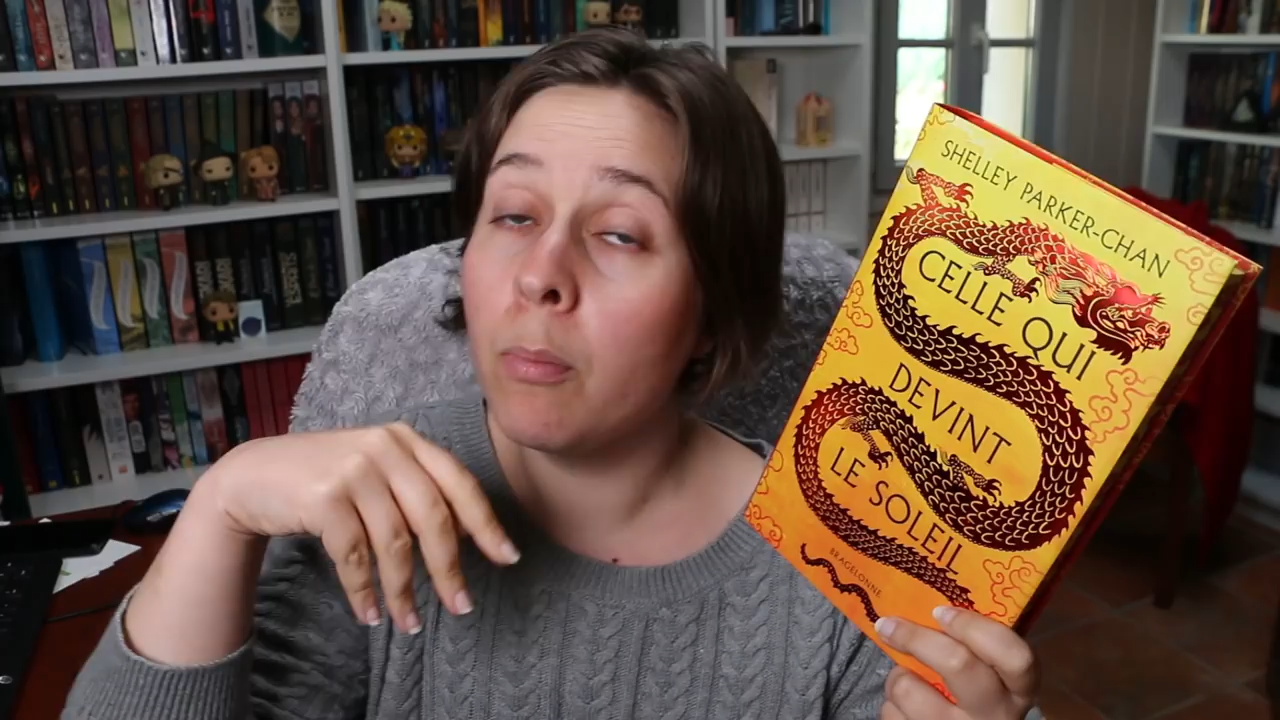 SHELLEY PARKER-CHAN
CELLE QUI
DEVINT
LE SOLEIL
BRAGELONNE